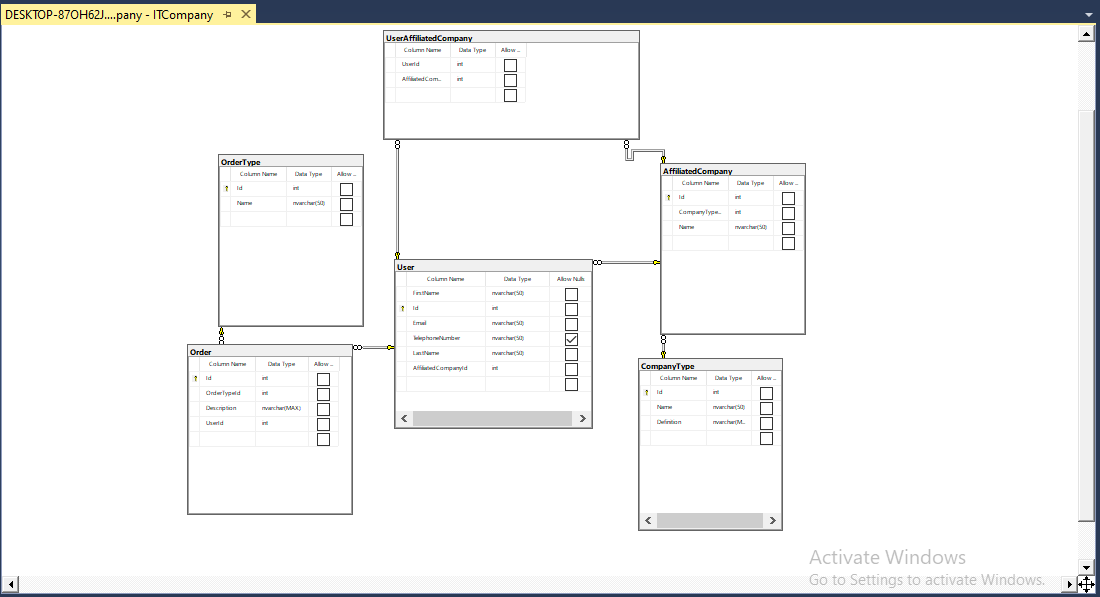 DESKTOP-87OH62J....pany - ITCompany
UserAffiliatedCompany
Column Name Data Type Allow ...
UserId int
AffiliatedCom... int
OrderType
Column Name Data Type Allow ...
Id int
Name nvarchar(50)
AffiliatedCompany
Column Name Data Type Allow ...
Id int
CompanyType... int
Name nvarchar(50)
User
Column Name Data Type Allow Nulls
FirstName nvarchar(50)
Id int
Email nvarchar(50)
TelephoneNumber nvarchar(50)
LastName nvarchar(50)
AffiliatedCompanyId int
Order
Column Name Data Type Allow ...
Id int
OrderTypeId int
Description nvarchar(MAX)
UserId int
CompanyType
Column Name Data Type Allow ...
Id int
Name nvarchar(50)
Definition nvarchar(M...
Activate Windows
Go to Settings to activate Windows.